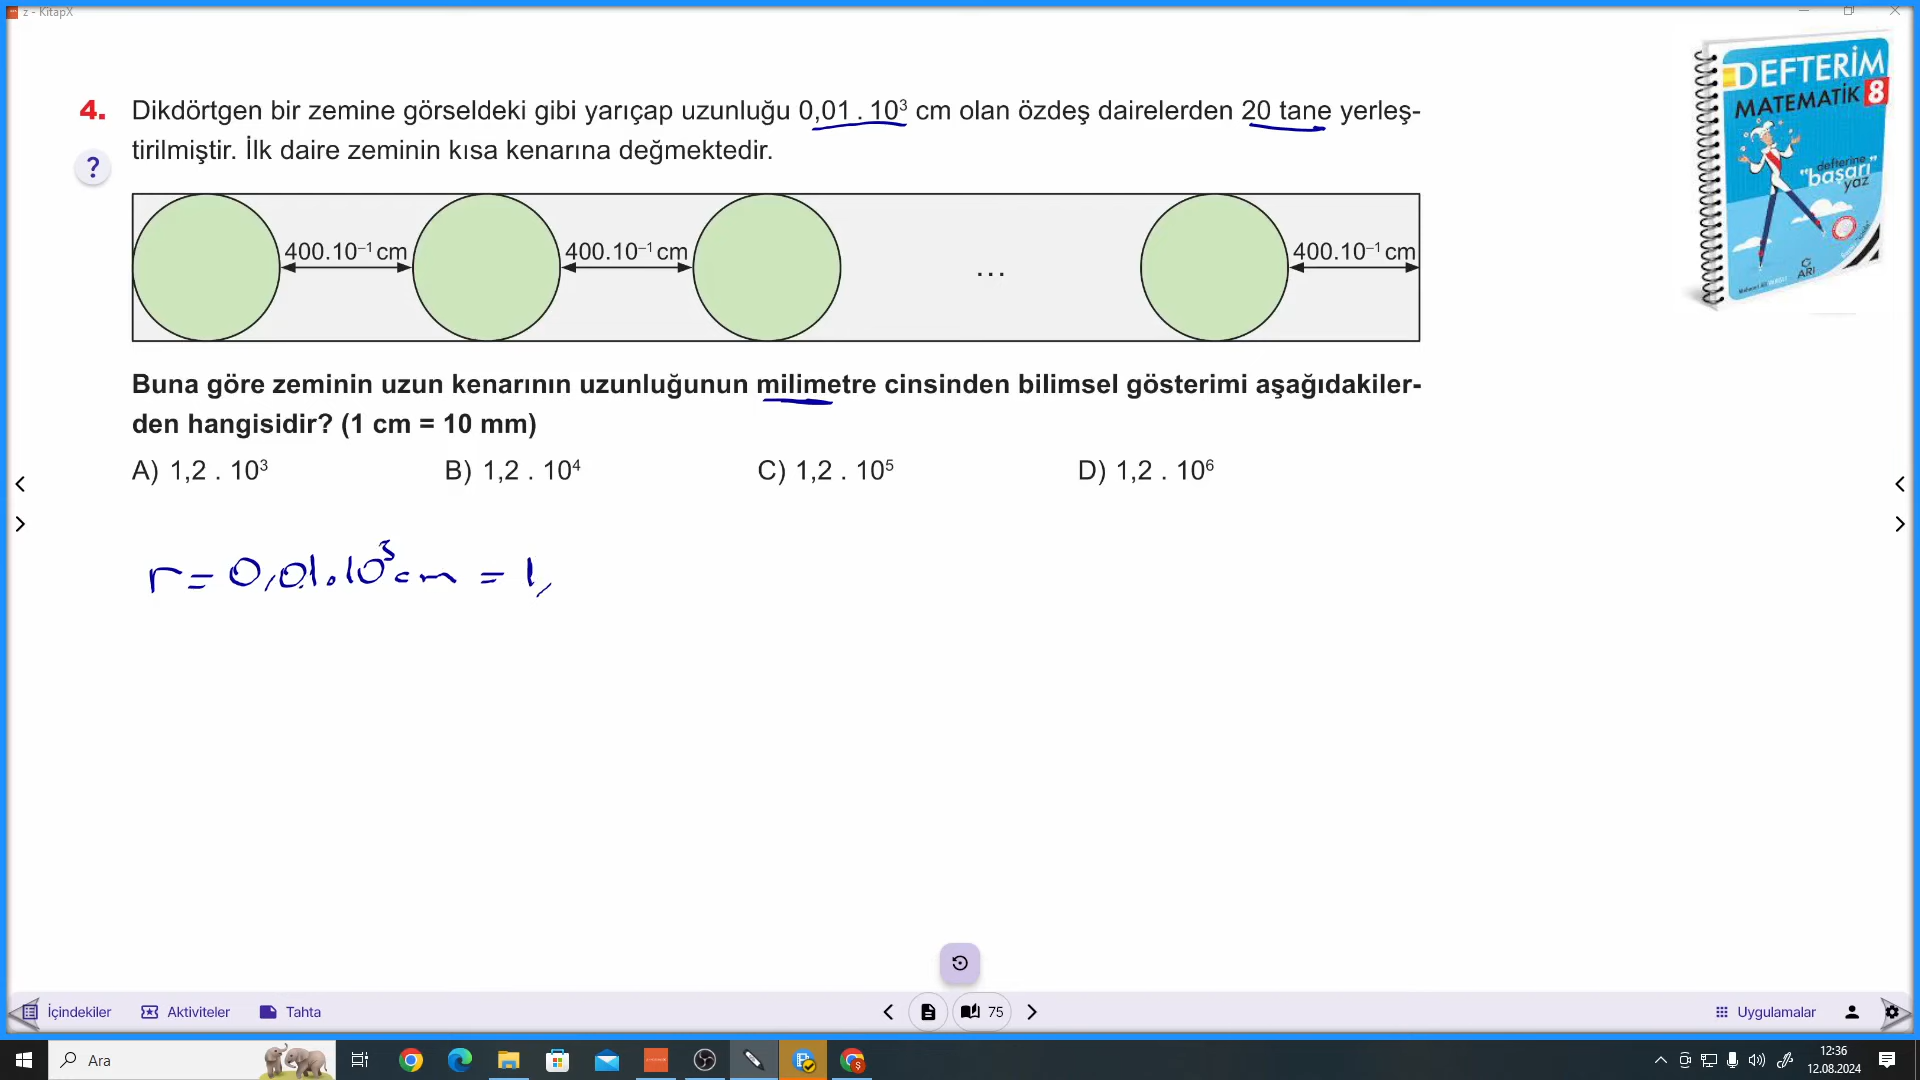 z - KitapX
4. Dikdörtgen bir zemine görseldeki gibi yarıçap uzunluğu 0,01 . 10³ cm olan özdeş dairelerden 20 tane yerleş-
tirilmiştir. İlk daire zeminin kısa kenarına değmektedir.
?
400.10⁻¹ cm 400.10⁻¹ cm ... 400.10⁻¹ cm
Buna göre zeminin uzun kenarının uzunluğunun milimetre cinsinden bilimsel gösterimi aşağıdakiler-
den hangisidir? (1 cm = 10 mm)
A) 1,2 . 10³ B) 1,2 . 10⁴ C) 1,2 . 10⁵ D) 1,2 . 10⁶
r = 0,01.10³ cm = 1,
DEFTERİM
MATEMATİK 8
defterine
"başarı"
yaz
ARI
İçindekiler Aktiviteler Tahta 75 Uygulamalar
Ara
12:36
12.08.2024